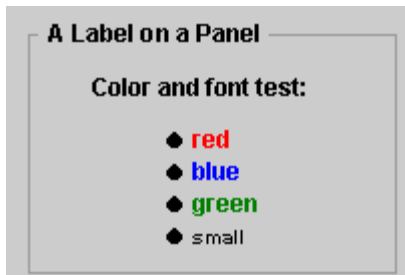 A Label on a Panel
Color and font test:
● red
● blue
● green
● small